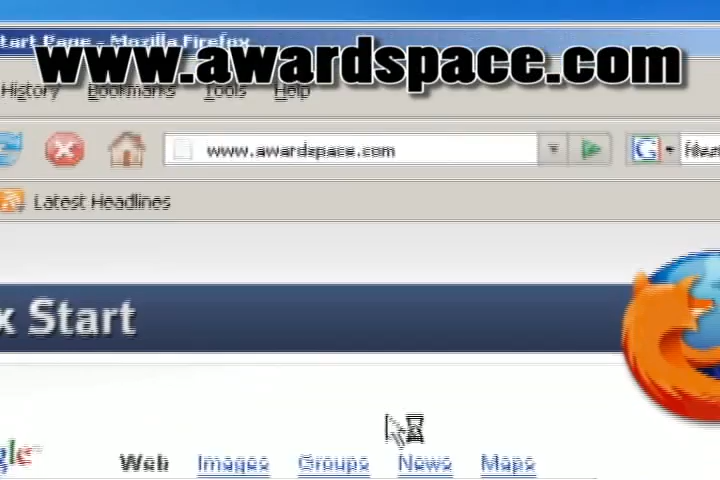 Start Page - Mozilla Firefox
www.awardspace.com
History Bookmarks Tools Help
www.awardspace.com
G
Latest Headlines
x Start
gle
Web Images Groups News Maps